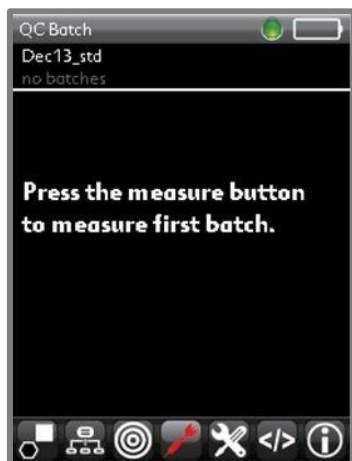 QC Batch
Dec13_std
no batches
Press the measure button
to measure first batch.
</>